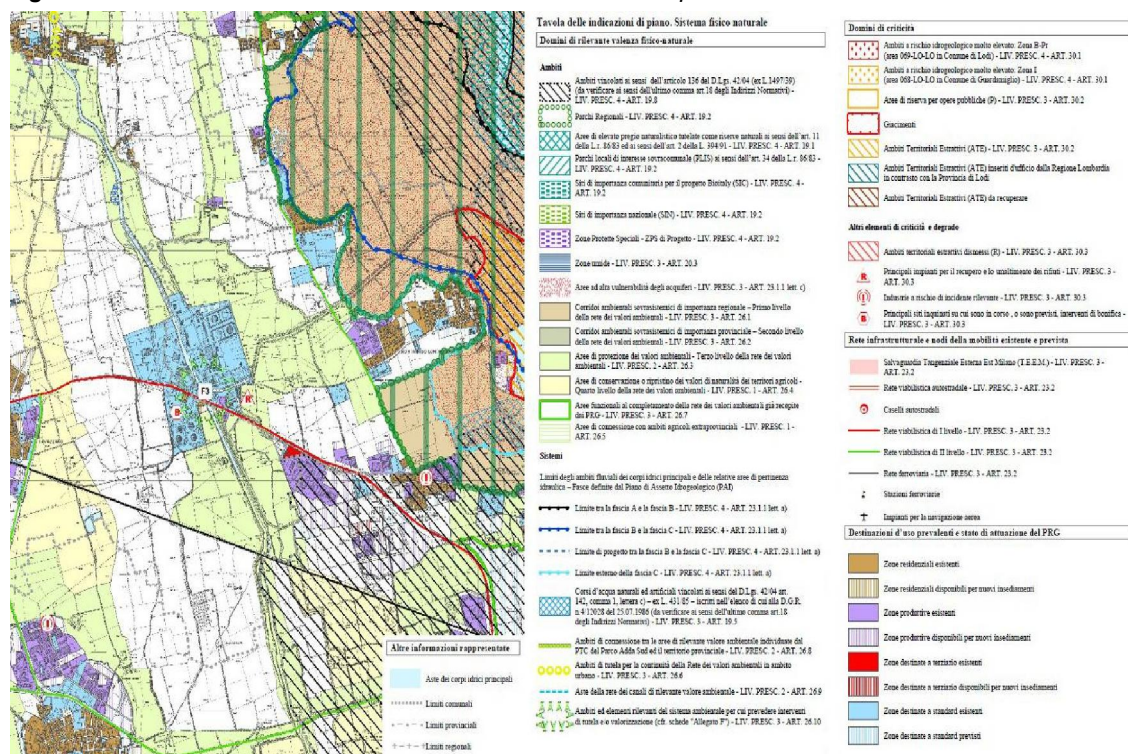 Tavola delle indicazioni di piano. Sistema fisico naturale
Domini di rilevante valenza fisico-naturale
Ambiti
Ambiti vincolati ai sensi dell'articolo 136 del D.Lgs. 42/04 (ex L.1497/39)
(da verificare ai sensi dell'ultimo comma art.18 degli Indirizzi Normativi) -
LIV. PRESC. 4 - ART. 19.8
Parchi Regionali - LIV. PRESC. 4 - ART. 19.2
Aree di elevato pregio naturalistico tutelate come riserve naturali ai sensi dell'art. 11
della L.r. 86/83 ed ai sensi dell'art. 2 della L. 394/91 - LIV. PRESC. 4 - ART. 19.1
Parchi locali di interesse sovracomunale (PLIS) ai sensi dell'art. 34 della L.r. 86/83 -
LIV. PRESC. 4 - ART. 19.2
Siti di importanza comunitaria per il progetto Bioitaly (SIC) - LIV. PRESC. 4 -
ART. 19.2
Siti di importanza nazionale (SIN) - LIV. PRESC. 4 - ART. 19.2
Zone Protette Speciali - ZPS di Progetto - LIV. PRESC. 4 - ART. 19.2
Zone umide - LIV. PRESC. 3 - ART. 20.3
Aree ad alta vulnerabilità degli acquiferi - LIV. PRESC. 3 - ART. 23.1.1 lett. c)
Corridoi ambientali sovrasistemici di importanza regionale - Primo livello
della rete dei valori ambientali - LIV. PRESC. 3 - ART. 26.1
Corridoi ambientali sovrasistemici di importanza provinciale - Secondo livello
della rete dei valori ambientali - LIV. PRESC. 3 - ART. 26.2
Aree di protezione dei valori ambientali - Terzo livello della rete dei valori
ambientali - LIV. PRESC. 2 - ART. 26.3
Aree di conservazione o ripristino dei valori di naturalità dei territori agricoli -
Quarto livello della rete dei valori ambientali - LIV. PRESC. 1 - ART. 26.4
Aree funzionali al completamento della rete dei valori ambientali già recepite
dei PRG - LIV. PRESC. 3 - ART. 26.7
Aree di connessione con ambiti agricoli extraprovinciali - LIV. PRESC. 1 -
ART. 26.5
Sistemi
Limiti degli ambiti fluviali dei corpi idrici principali e delle relative aree di pertinenza
idraulica – Fasce definite dal Piano di Assetto Idrogeologico (PAI)
Limite tra la fascia A e la fascia B - LIV. PRESC. 4 - ART. 23.1.1 lett. a)
Limite tra la fascia B e la fascia C - LIV. PRESC. 4 - ART. 23.1.1 lett. a)
Limite di progetto tra la fascia B e la fascia C - LIV. PRESC. 4 - ART. 23.1.1 lett. a)
Limite esterno della fascia C - LIV. PRESC. 4 - ART. 23.1.1 lett. a)
Corsi d'acqua naturali ed artificiali vincolati ai sensi del D.Lgs. 42/04 art.
142, comma 1, lettera c) – ex L. 431/85 – iscritti nell'elenco di cui alla D.G.R.
n.4/12028 del 25.07.1986 (da verificare ai sensi dell'ultimo comma art.18
degli Indirizzi Normativi) - LIV. PRESC. 3 - ART. 19.3
Ambiti di connessione tra le aree di rilevante valore ambientale individuate dal
PTC del Parco Adda Sud ed il territorio provinciale - LIV. PRESC. 2 - ART. 26.8
Ambiti di tutela per la continuità della Rete dei valori ambientali in ambito
urbano - LIV. PRESC. 3 - ART. 26.6
Aste della rete dei canali di rilevante valore ambientale - LIV. PRESC. 2 - ART. 26.9
Ambiti ed elementi rilevanti del sistema ambientale per cui prevedere interventi
di tutela e/o valorizzazione (cfr. schede "Allegato F") - LIV. PRESC. 3 - ART. 26.10
Domini di criticità
Ambiti a rischio idrogeologico molto elevato: Zona B-Pr
(area 069-LO-LO in Comune di Lodi) - LIV. PRESC. 4 - ART. 30.1
Ambiti a rischio idrogeologico molto elevato: Zona I
(area 068-LO-LO in Comune di Guardamiglio) - LIV. PRESC. 4 - ART. 30.1
Aree di riserva per opere pubbliche (P) - LIV. PRESC. 3 - ART. 30.2
Giacimenti
Ambiti Territoriali Estrattivi (ATE) - LIV. PRESC. 3 - ART. 30.2
Ambiti Territoriali Estrattivi (ATE) inseriti d'ufficio dalla Regione Lombardia
in contrasto con la Provincia di Lodi
Ambiti Territoriali Estrattivi (ATE) da recuperare
Altri elementi di criticità e degrado
Ambiti territoriali estrattivi dismessi (R) - LIV. PRESC. 3 - ART. 30.3
Principali impianti per il recupero e lo smaltimento dei rifiuti - LIV. PRESC. 3 -
ART. 30.3
Industrie a rischio di incidente rilevante - LIV. PRESC. 3 - ART. 30.3
Principali siti inquinati su cui sono in corso, o sono previsti, interventi di bonifica -
LIV. PRESC. 3 - ART. 30.3
Rete infrastrutturale e nodi della mobilità esistente e prevista
Salvaguardia Tangenziale Esterna Est Milano (T.E.E.M.) - LIV. PRESC. 3 -
ART. 23.2
Rete viabilistica autostradale - LIV. PRESC. 3 - ART. 23.2
Caselli autostradali
Rete viabilistica di I livello - LIV. PRESC. 3 - ART. 23.2
Rete viabilistica di II livello - LIV. PRESC. 3 - ART. 23.2
Rete ferroviaria - LIV. PRESC. 3 - ART. 23.2
Stazioni ferroviarie
Impianti per la navigazione aerea
Destinazioni d'uso prevalenti e stato di attuazione del PRG
Zone residenziali esistenti
Zone residenziali disponibili per nuovi insediamenti
Zone produttive esistenti
Zone produttive disponibili per nuovi insediamenti
Zone destinate a terziario esistenti
Zone destinate a terziario disponibili per nuovi insediamenti
Zone destinate a standard esistenti
Zone destinate a standard previsti
F3
B
R
Altre informazioni rappresentate
Aste dei corpi idrici principali
Limiti comunali
Limiti provinciali
Limiti regionali